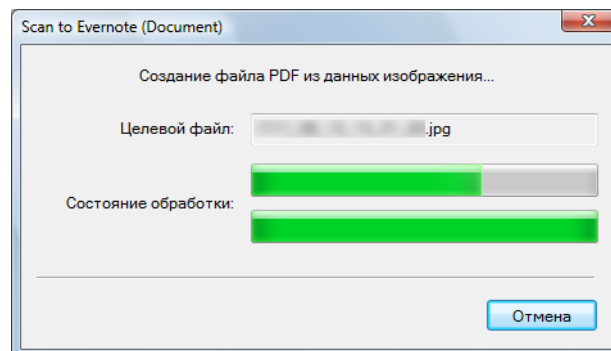 Scan to Evernote (Document)
Создание файла PDF из данных изображения...
Целевой файл: .jpg
Состояние обработки:
Отмена